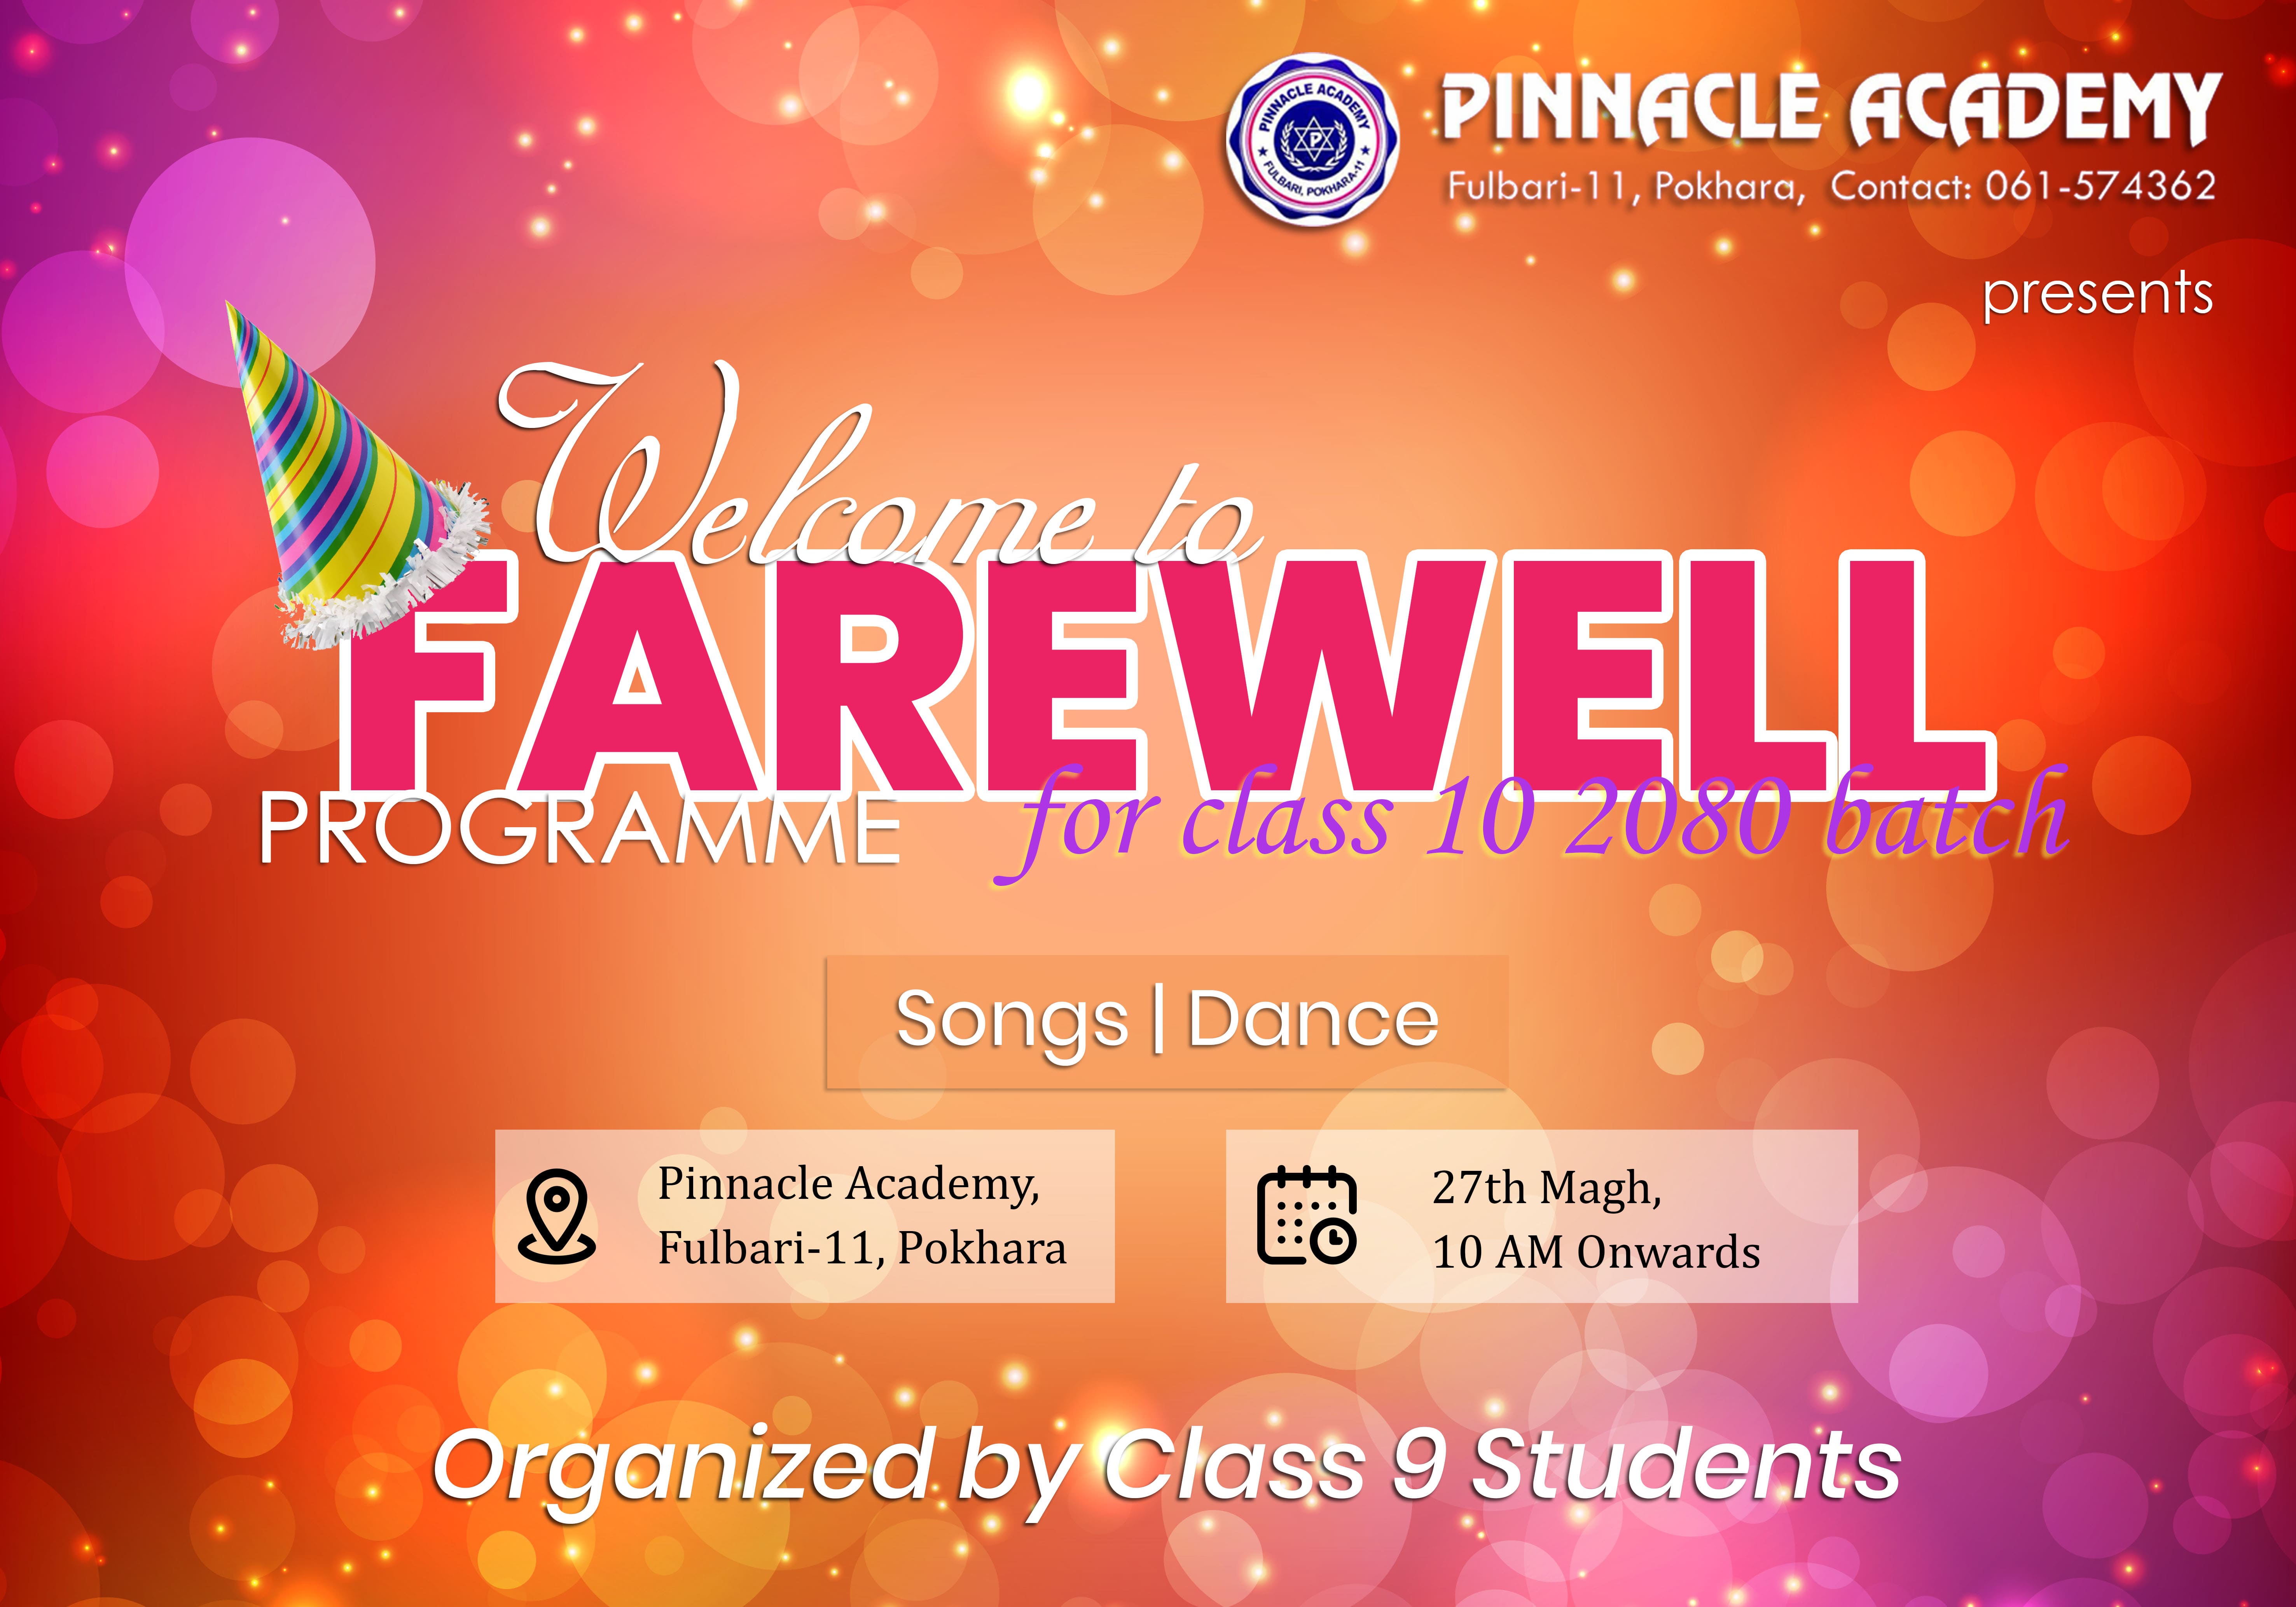 PINNACLE ACADEMY
FULBARI, POKHARA-11
P
PINNACLE ACADEMY
Fulbari-11, Pokhara, Contact: 061-574362
presents
Welcome to
FAREWELL
PROGRAMME for class 10 2080 batch
Songs | Dance
Pinnacle Academy,
Fulbari-11, Pokhara
27th Magh,
10 AM Onwards
Organized by Class 9 Students